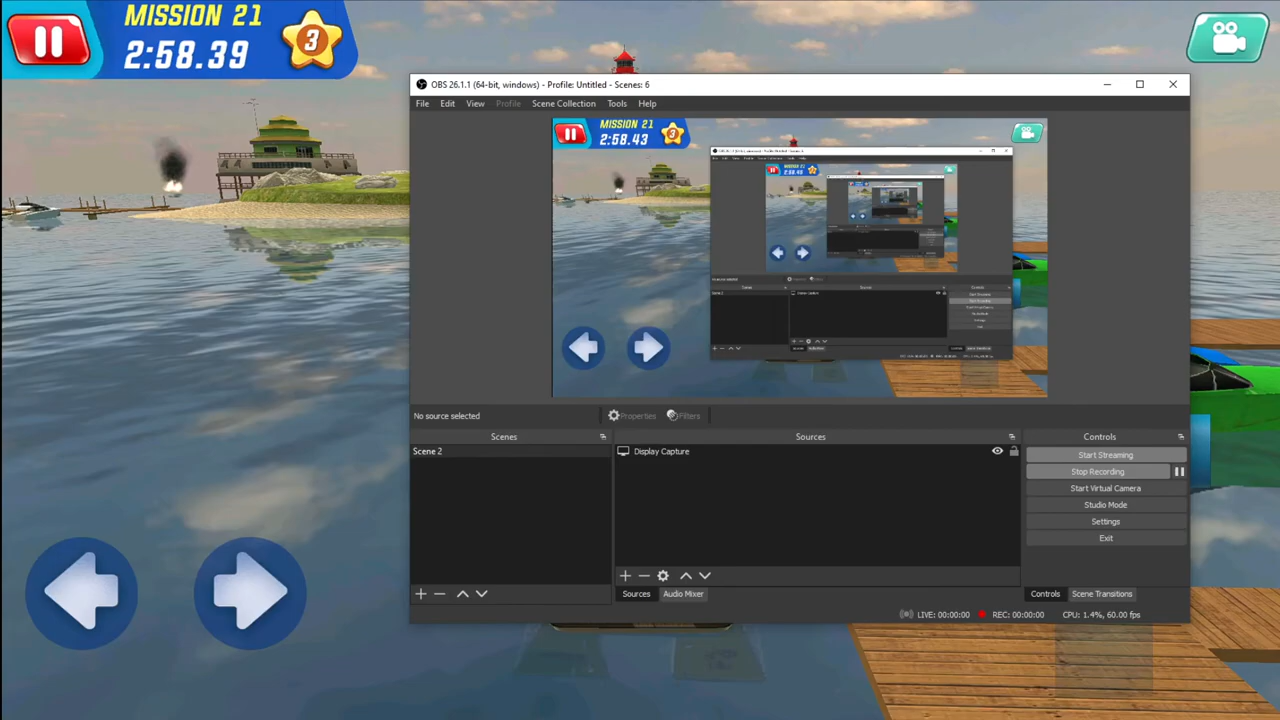 MISSION 21
2:58.39
3
OBS 26.1.1 (64-bit, windows) - Profile: Untitled - Scenes: 6
File Edit View Profile Scene Collection Tools Help
MISSION 21
2:58.43
3
No source selected
Properties Filters
Scenes
Sources
Controls
Scene 2
Display Capture
Start Streaming
Stop Recording
Start Virtual Camera
Studio Mode
Settings
Exit
Sources Audio Mixer
Controls Scene Transitions
LIVE: 00:00:00 REC: 00:00:00 CPU: 1.4%, 60.00 fps